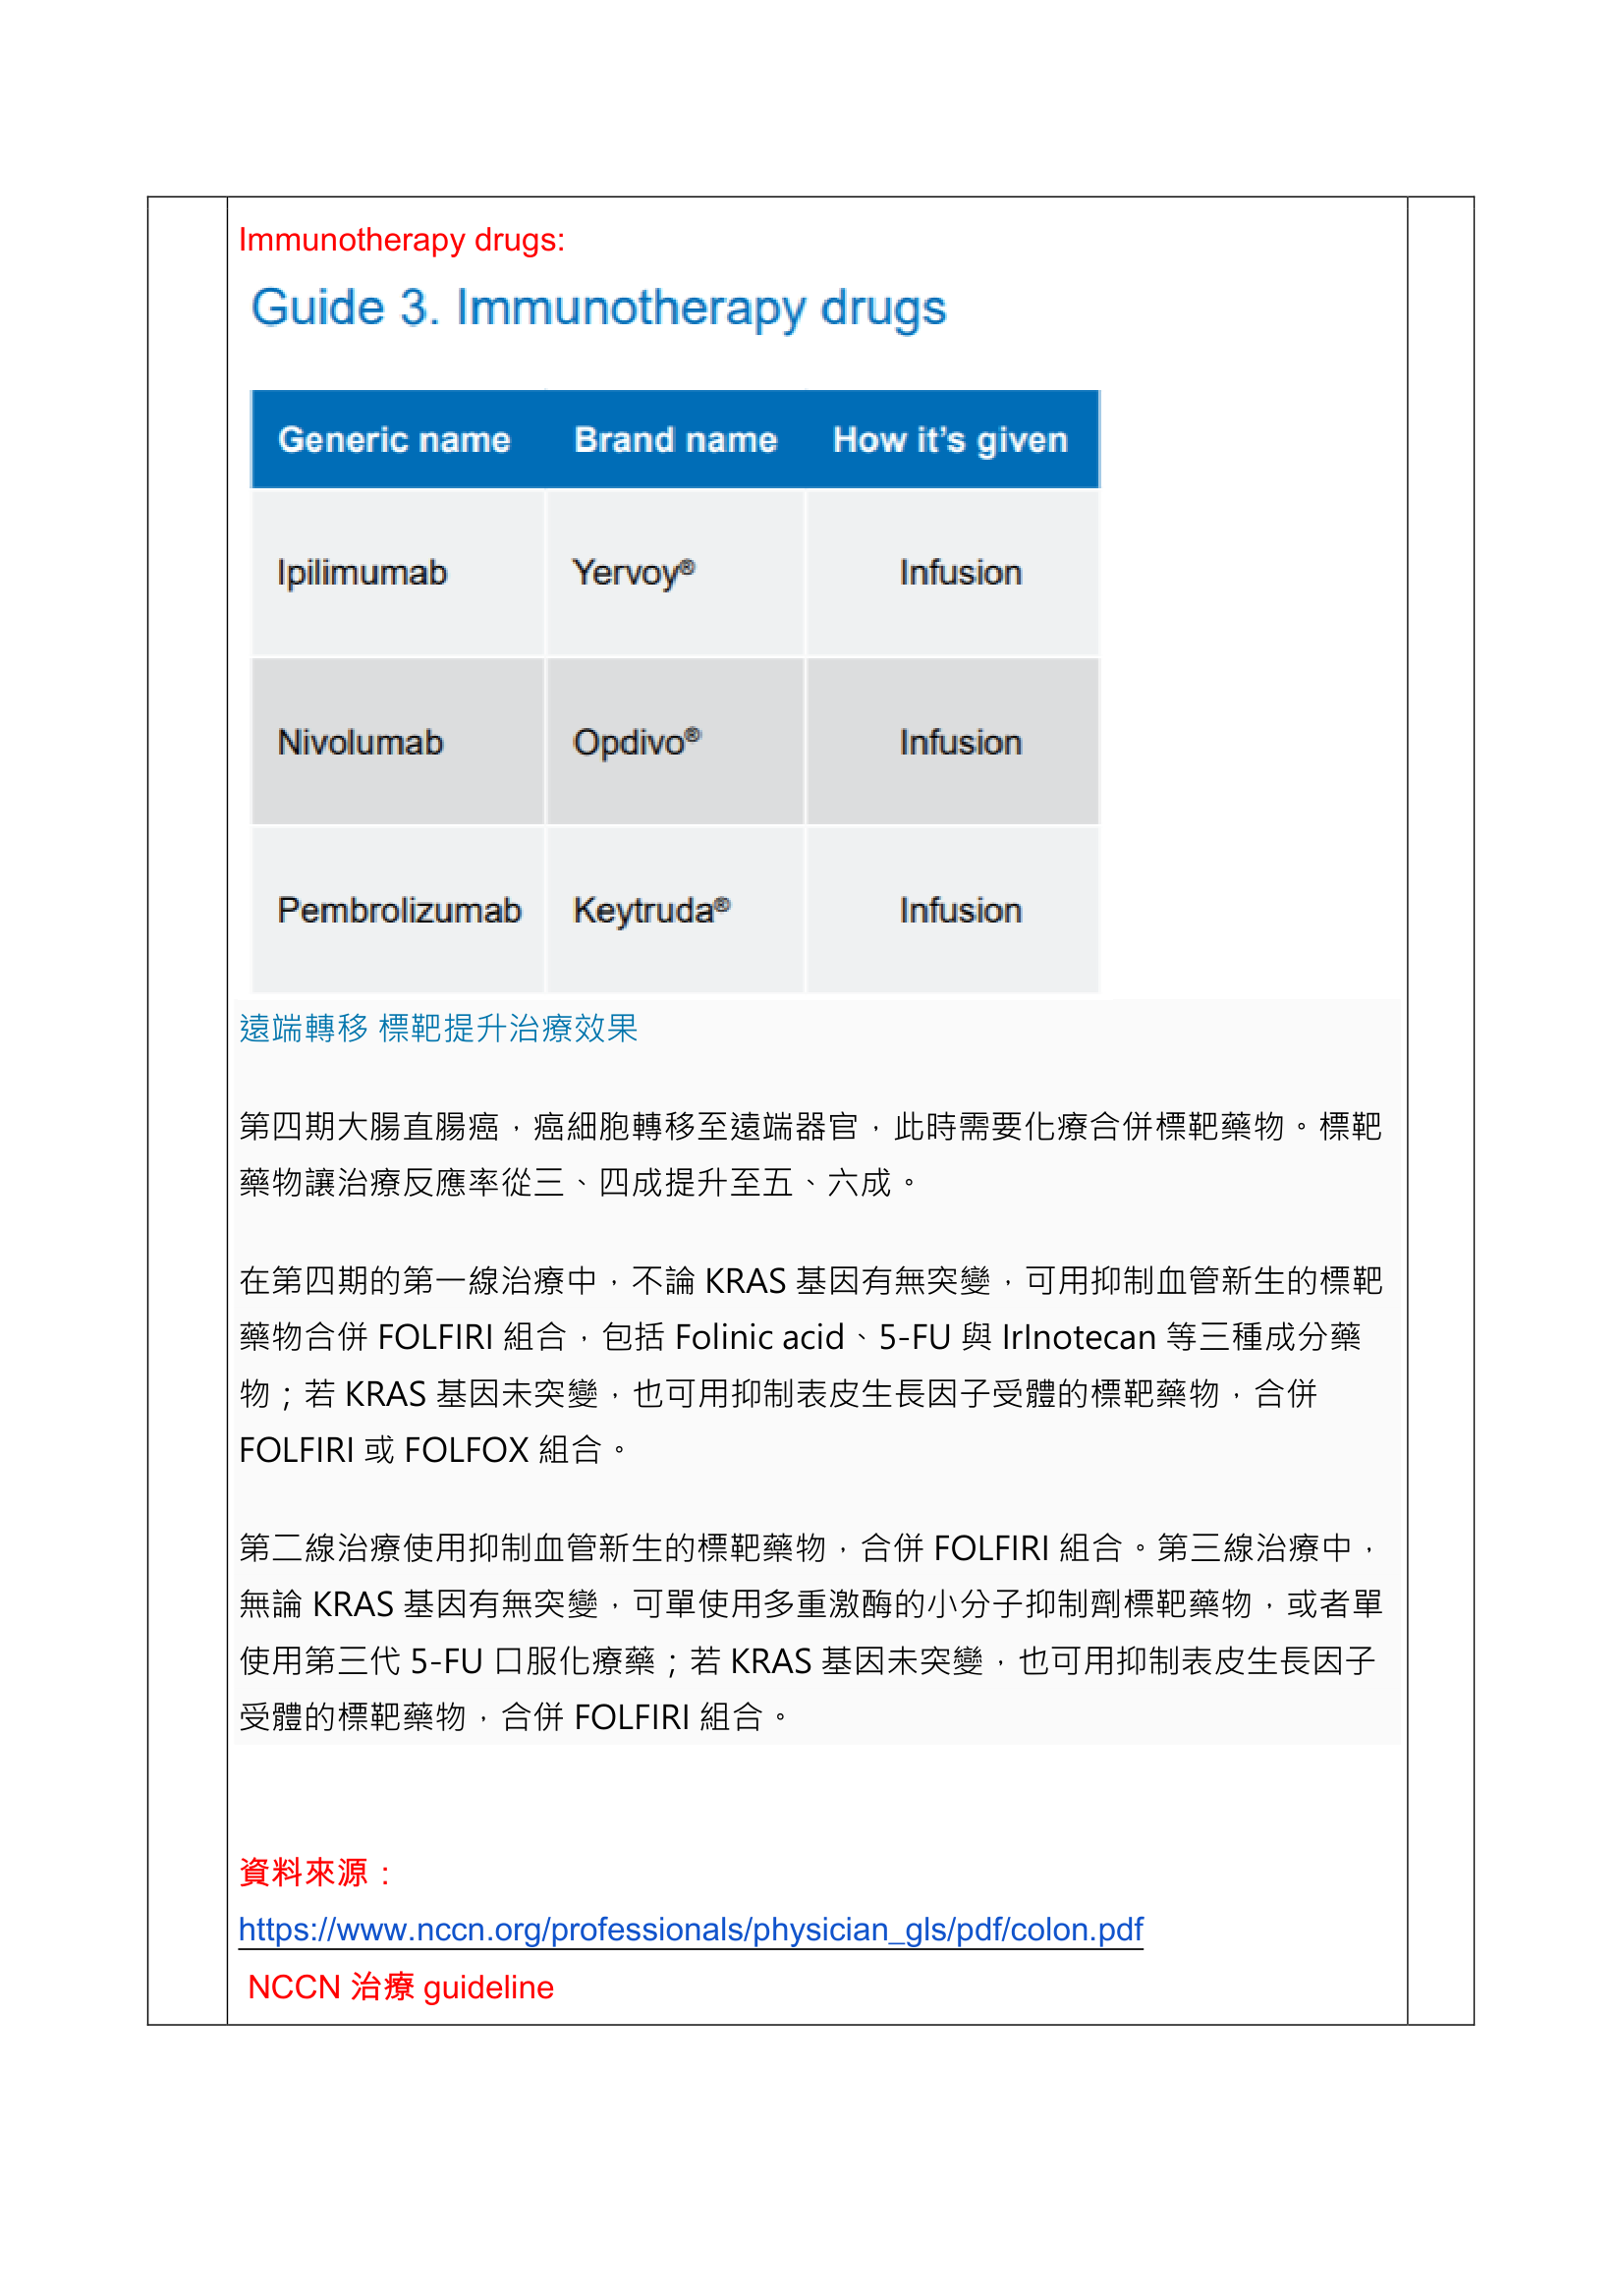 Immunotherapy drugs:
Guide 3. Immunotherapy drugs
Generic name Brand name How it’s given
Ipilimumab Yervoy® Infusion
Nivolumab Opdivo® Infusion
Pembrolizumab Keytruda® Infusion
遠端轉移 標靶提升治療效果
第四期大腸直腸癌，癌細胞轉移至遠端器官，此時需要化療合併標靶藥物。標靶
藥物讓治療反應率從三、四成提升至五、六成。
在第四期的第一線治療中，不論 KRAS 基因有無突變，可用抑制血管新生的標靶
藥物合併 FOLFIRI 組合，包括 Folinic acid、5-FU 與 IrInotecan 等三種成分藥
物；若 KRAS 基因未突變，也可用抑制表皮生長因子受體的標靶藥物，合併
FOLFIRI 或 FOLFOX 組合。
第二線治療使用抑制血管新生的標靶藥物，合併 FOLFIRI 組合。第三線治療中，
無論 KRAS 基因有無突變，可單使用多重激酶的小分子抑制劑標靶藥物，或者單
使用第三代 5-FU 口服化療藥；若 KRAS 基因未突變，也可用抑制表皮生長因子
受體的標靶藥物，合併 FOLFIRI 組合。
資料來源：
https://www.nccn.org/professionals/physician_gls/pdf/colon.pdf
NCCN 治療 guideline